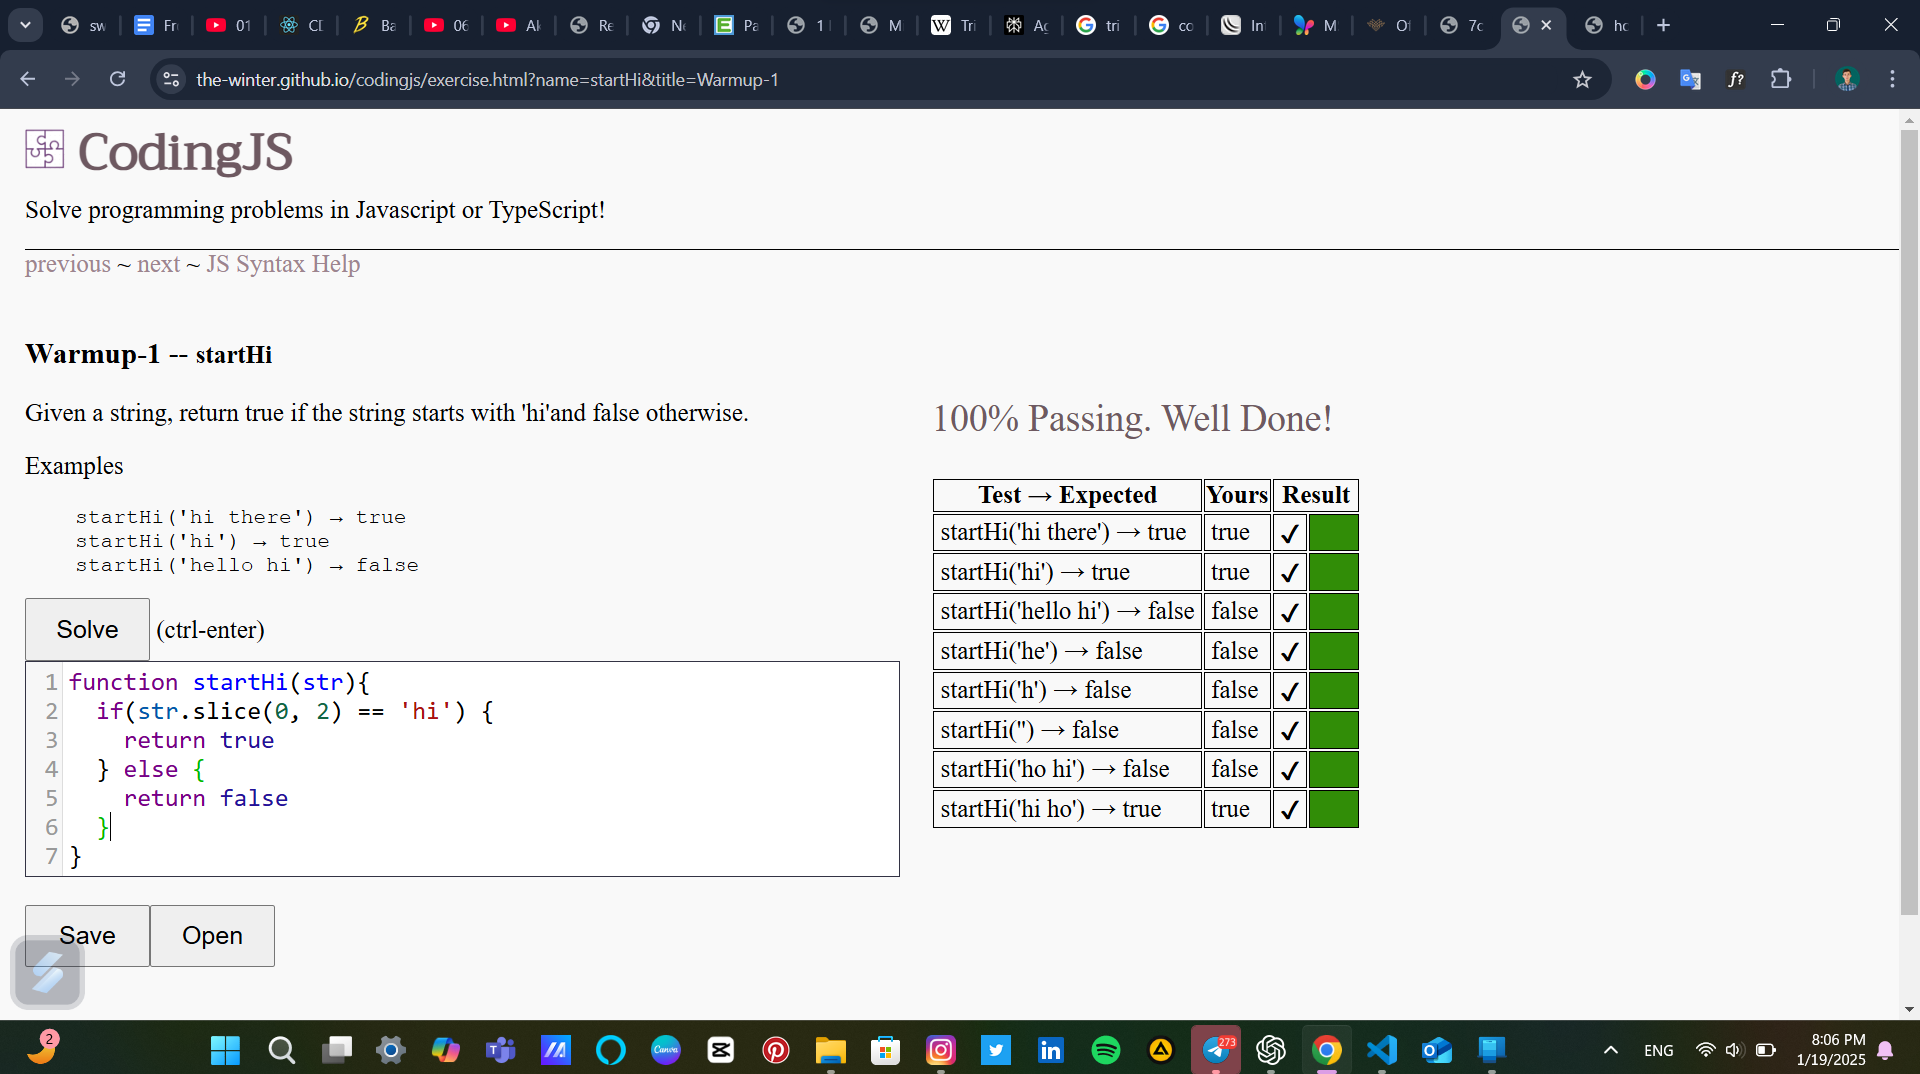 sw
Fr
01
CI
Ba
06
Ak
Re
Ne
Pa
1
M
Tri
Ag
tri
co
In
M
Of
7c
ho
the-winter.github.io/codingjs/exercise.html?name=startHi&title=Warmup-1
CodingJS
Solve programming problems in Javascript or TypeScript!
previous ~ next ~ JS Syntax Help
Warmup-1 -- startHi
Given a string, return true if the string starts with 'hi'and false otherwise.
Examples
startHi('hi there') → true
startHi('hi') → true
startHi('hello hi') → false
Solve (ctrl-enter)
1 function startHi(str){
2 if(str.slice(0, 2) == 'hi') {
3 return true
4 } else {
5 return false
6 }
7 }
Save Open
100% Passing. Well Done!
Test → Expected Yours Result
startHi('hi there') → true true ✓
startHi('hi') → true true ✓
startHi('hello hi') → false false ✓
startHi('he') → false false ✓
startHi('h') → false false ✓
startHi('') → false false ✓
startHi('ho hi') → false false ✓
startHi('hi ho') → true true ✓
2
Canva
273
ENG
8:06 PM
1/19/2025